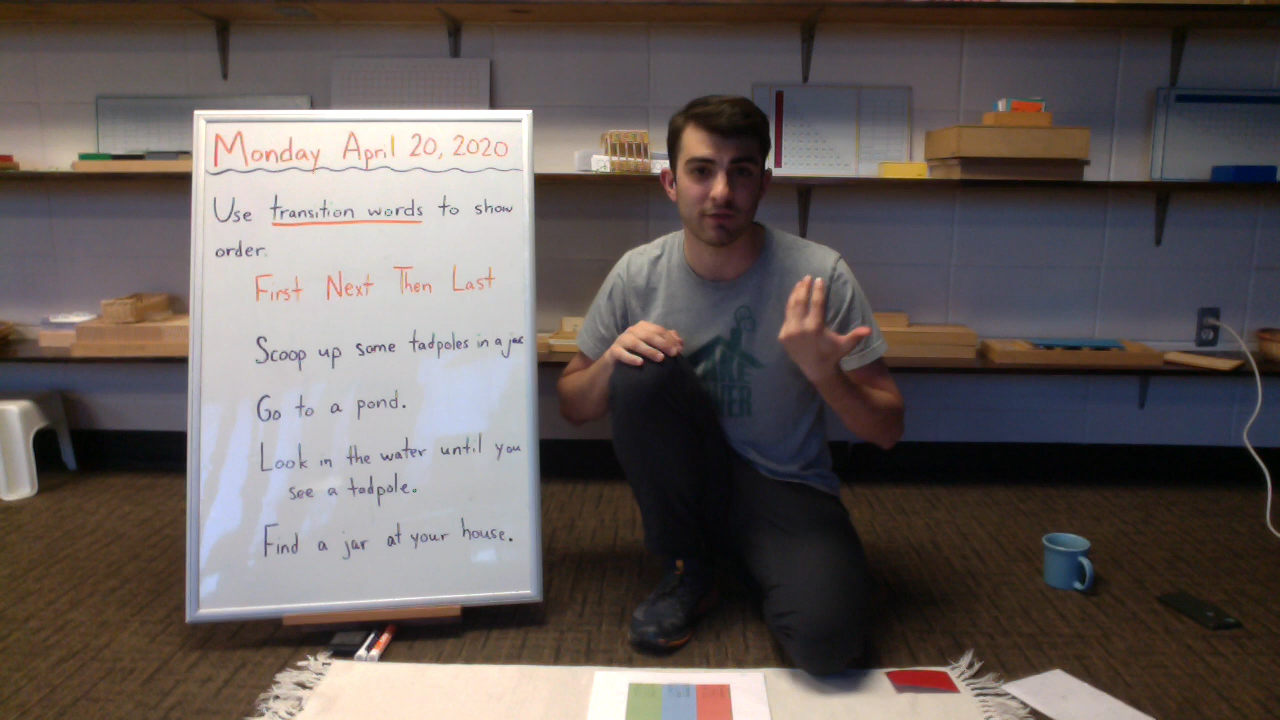 Monday April 20, 2020
Use transition words to show
order.
First Next Then Last
Scoop up some tadpoles in a jar
Go to a pond.
Look in the water until you
see a tadpole.
Find a jar at your house.